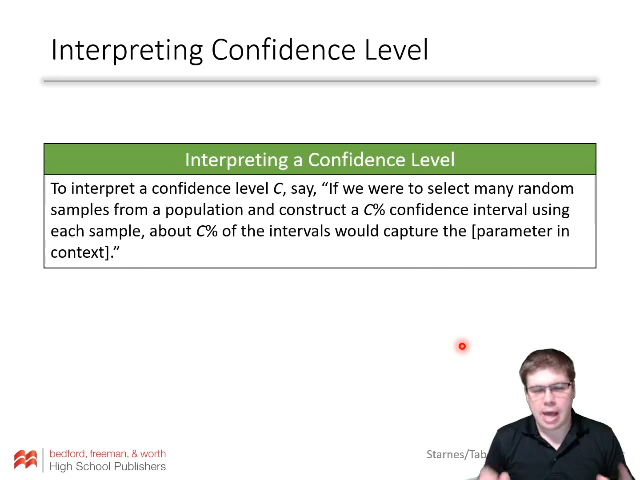 Interpreting Confidence Level
Interpreting a Confidence Level
To interpret a confidence level C, say, “If we were to select many random
samples from a population and construct a C% confidence interval using
each sample, about C% of the intervals would capture the [parameter in
context].”
bedford, freeman, & worth
High School Publishers
Starnes/Tab